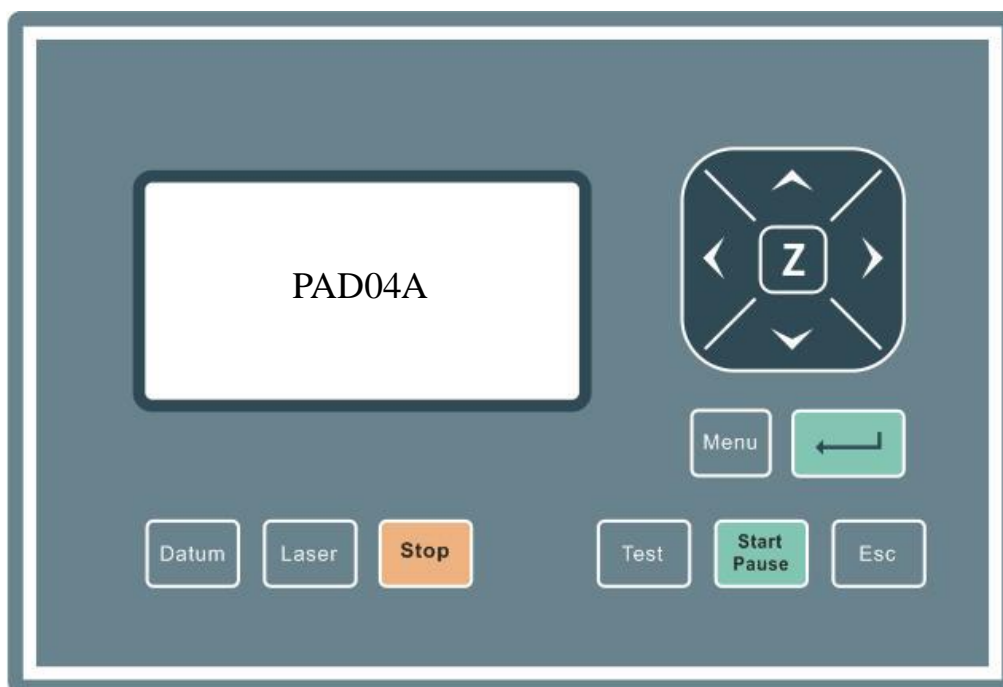 PAD04A
Z
Menu
Datum
Laser
Stop
Test
Start
Pause
Esc